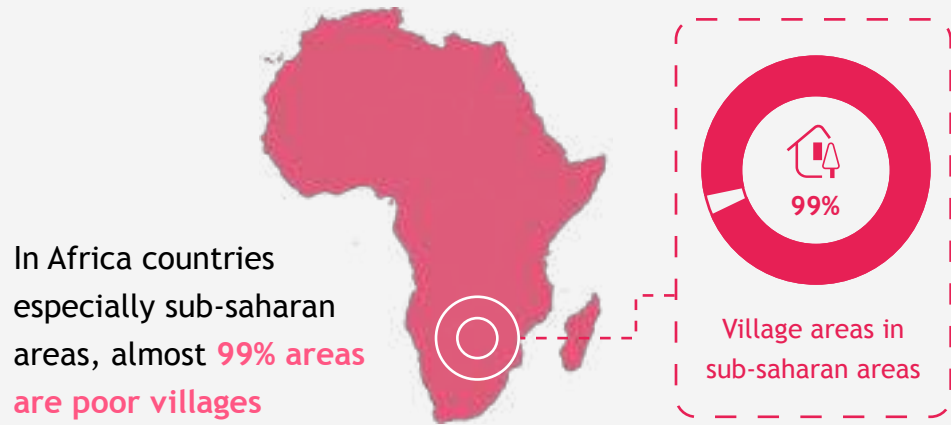 In Africa countries
especially sub-saharan
areas, almost 99% areas
are poor villages
99%
Village areas in
sub-saharan areas